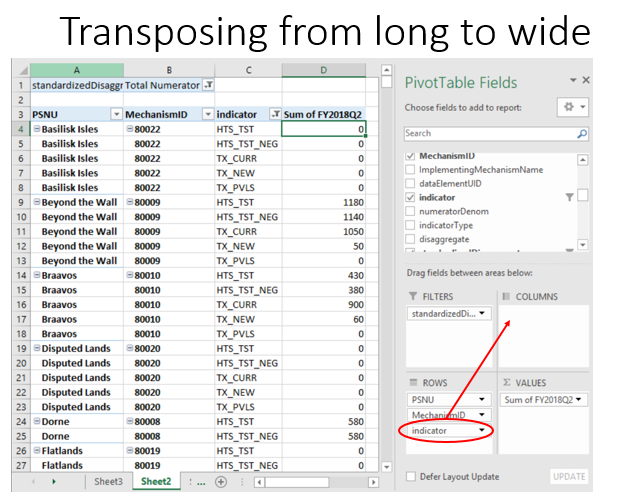 Transposing from long to wide
A B C D
1 standardizedDisaggr Total Numerator
2
3 PSNU MechanismID indicator Sum of FY2018Q2
4 Basilisk Isles 80022 HTS_TST 0
5 Basilisk Isles 80022 HTS_TST_NEG 0
6 Basilisk Isles 80022 TX_CURR 0
7 Basilisk Isles 80022 TX_NEW 0
8 Basilisk Isles 80022 TX_PVLS 0
9 Beyond the Wall 80009 HTS_TST 1180
10 Beyond the Wall 80009 HTS_TST_NEG 1140
11 Beyond the Wall 80009 TX_CURR 1050
12 Beyond the Wall 80009 TX_NEW 50
13 Beyond the Wall 80009 TX_PVLS 0
14 Braavos 80010 HTS_TST 430
15 Braavos 80010 HTS_TST_NEG 380
16 Braavos 80010 TX_CURR 900
17 Braavos 80010 TX_NEW 60
18 Braavos 80010 TX_PVLS 0
19 Disputed Lands 80020 HTS_TST 0
20 Disputed Lands 80020 HTS_TST_NEG 0
21 Disputed Lands 80020 TX_CURR 0
22 Disputed Lands 80020 TX_NEW 0
23 Disputed Lands 80020 TX_PVLS 0
24 Dorne 80008 HTS_TST 580
25 Dorne 80008 HTS_TST_NEG 580
26 Flatlands 80019 HTS_TST 0
27 Flatlands 80019 HTS_TST_NEG 0
Sheet3 Sheet2 ...
PivotTable Fields
Choose fields to add to report:
Search
MechanismID
ImplementingMechanismName
dataElementUID
indicator
numeratorDenom
indicatorType
disaggregate
Drag fields between areas below:
FILTERS COLUMNS
standardizedDi...
ROWS Σ VALUES
PSNU Sum of FY2018Q2
MechanismID
indicator
Defer Layout Update UPDATE